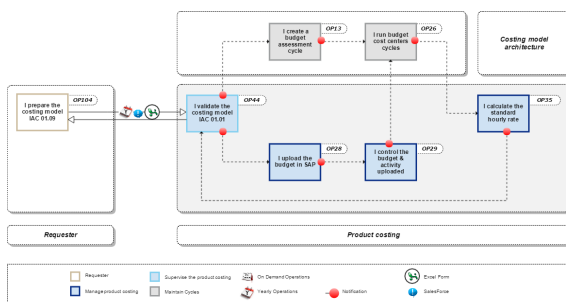 OP13
I create a
budget
assessment
cycle
OP26
I run budget
cost centers
cycles
Costing model
architecture
OP104
I prepare the
costing model
IAC 01.09
OP44
I validate the
costing model
IAC 01.01
OP35
I calculate the
standard
hourly rate
OP28
I upload the
budget in SAP
OP29
I control the
budget &
activity
uploaded
Requester
Product costing
Requester
Supervise the product costing
On Demand Operations
Excel Form
Manage product costing
Maintain Cycles
Yearly Operations
Notification
SalesForce